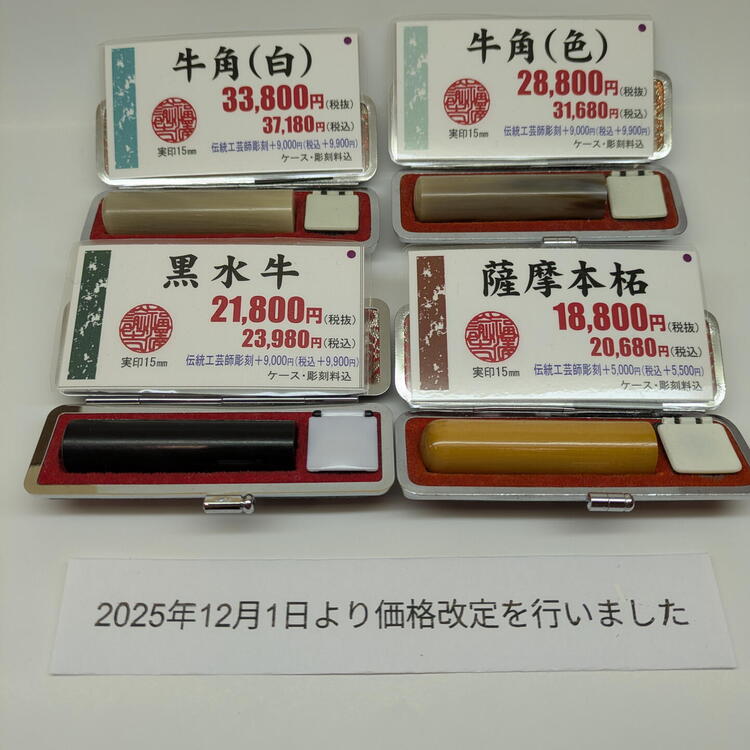 牛角(白)
33,800円(税抜)
37,180円(税込)
実印15mm
伝統工芸師彫刻+9,000円(税込+9,900円)
ケース・彫刻料込
牛角(色)
28,800円(税抜)
31,680円(税込)
実印15mm
伝統工芸師彫刻+9,000円(税込+9,900円)
ケース・彫刻料込
黒水牛
21,800円(税抜)
23,980円(税込)
実印15mm
伝統工芸師彫刻+9,000円(税込+9,900円)
ケース・彫刻料込
薩摩本柘
18,800円(税抜)
20,680円(税込)
実印15mm
伝統工芸師彫刻+5,000円(税込+5,500円)
ケース・彫刻料込
2025年12月1日より価格改定を行いました